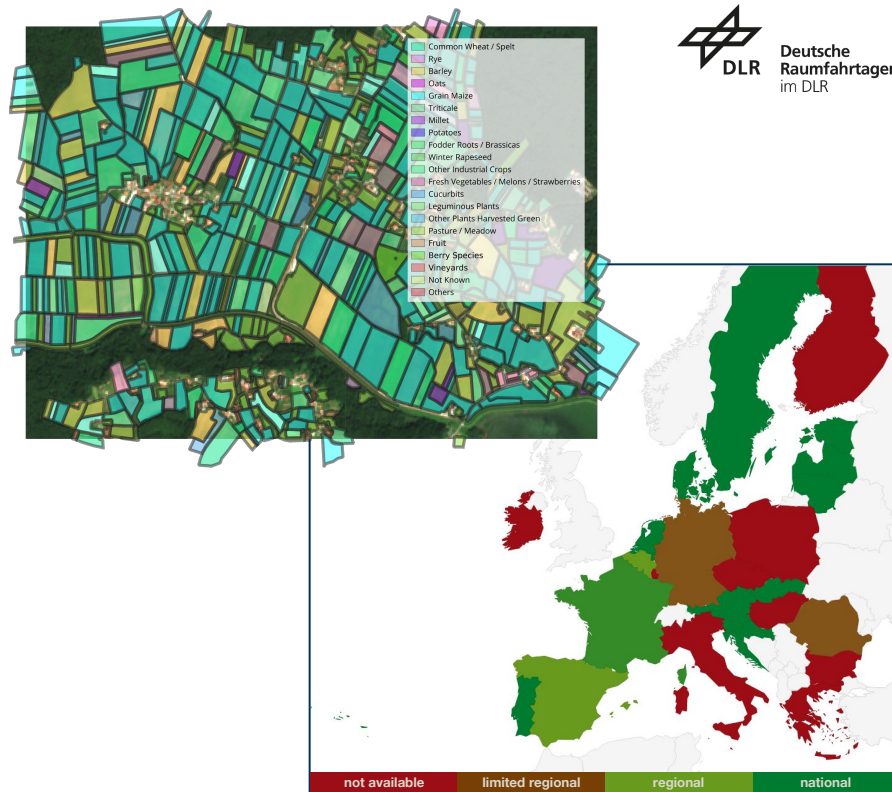 Common Wheat / Spelt
Rye
Barley
Oats
Grain Maize
Triticale
Millet
Potatoes
Fodder Roots / Brassicas
Winter Rapeseed
Other Industrial Crops
Fresh Vegetables / Melons / Strawberries
Cucurbits
Leguminous Plants
Other Plants Harvested Green
Pasture / Meadow
Fruit
Berry Species
Vineyards
Not Known
Others
DLR
Deutsche
Raumfahrtagen
im DLR
not available
limited regional
regional
national